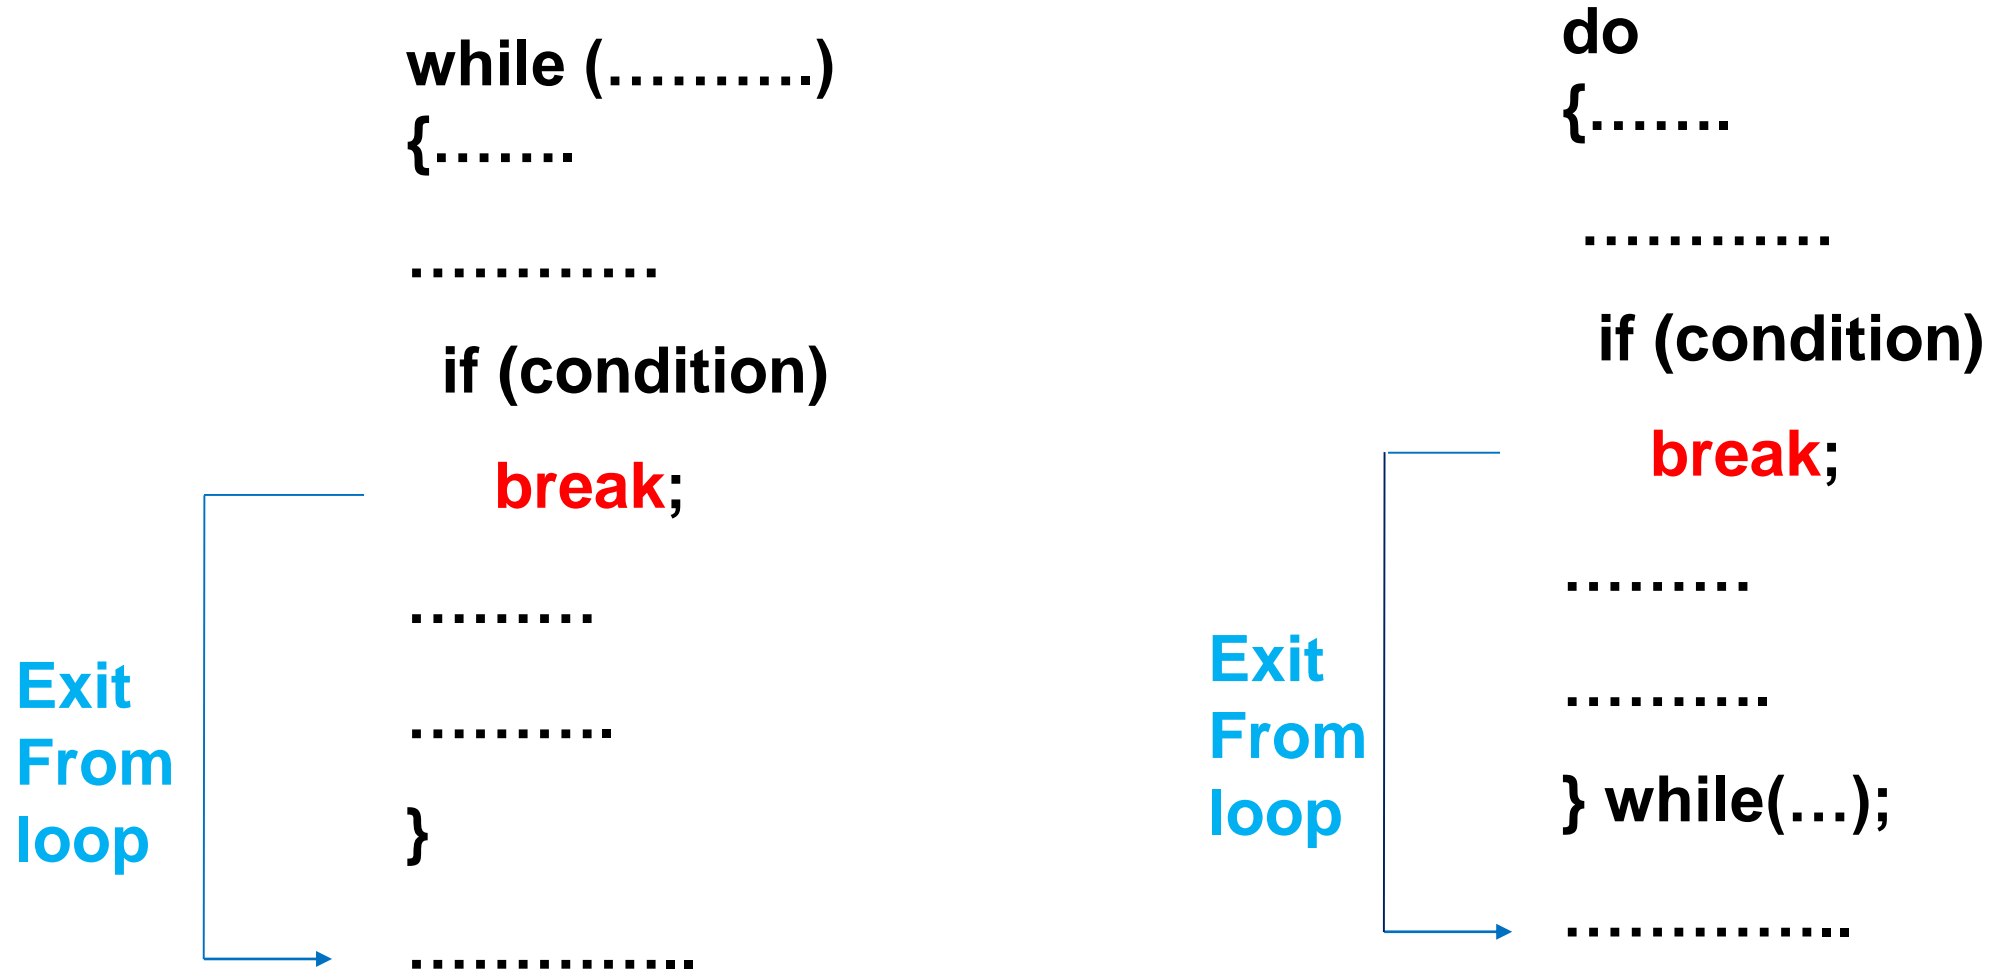 while (……….)
{…….
…………
if (condition)
break;
………
……….
}
…………..
Exit
From
loop
do
{…….
…………
if (condition)
break;
………
……….
} while(…);
…………..
Exit
From
loop